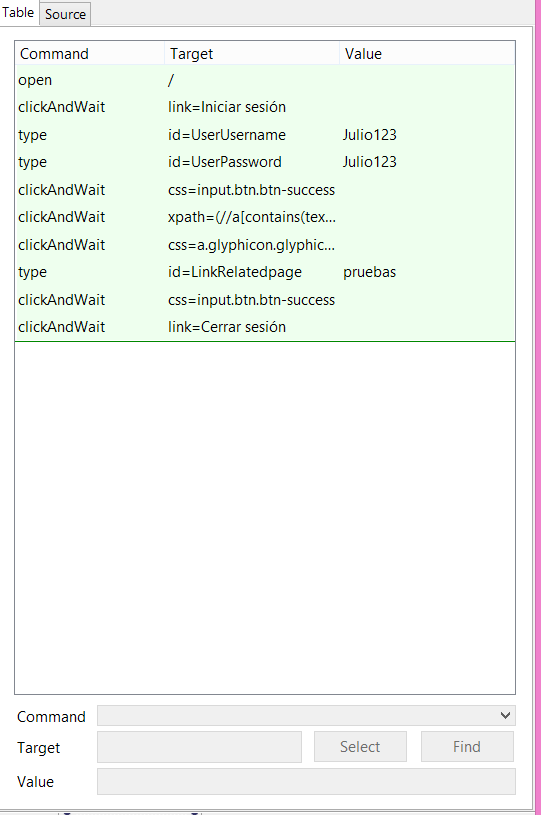 Table Source
Command Target Value
open /
clickAndWait link=Iniciar sesión
type id=UserUsername Julio123
type id=UserPassword Julio123
clickAndWait css=input.btn.btn-success
clickAndWait xpath=(//a[contains(tex...
clickAndWait css=a.glyphicon.glyphic...
type id=LinkRelatedpage pruebas
clickAndWait css=input.btn.btn-success
clickAndWait link=Cerrar sesión
Command
Target Select Find
Value